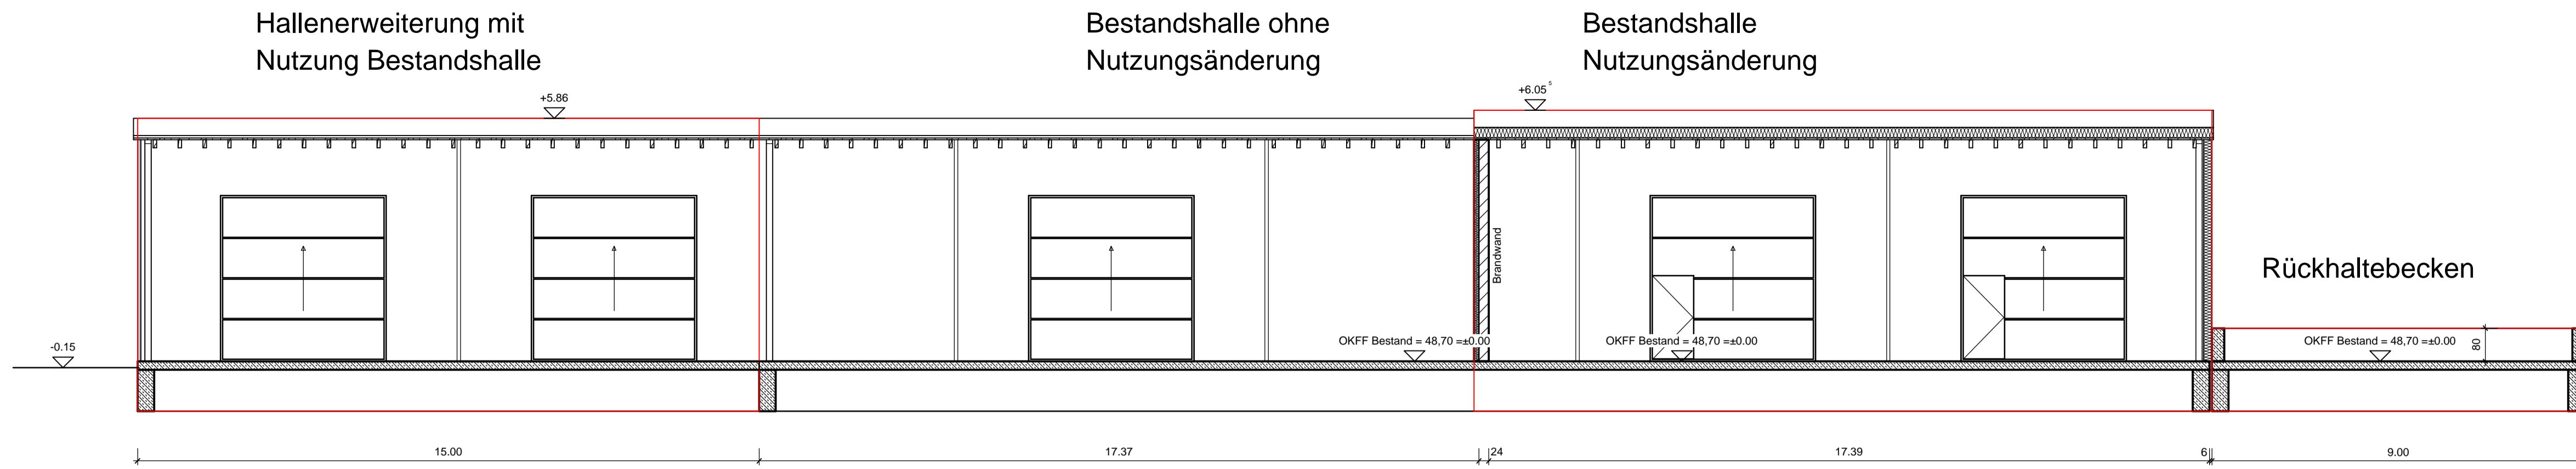 Hallenerweiterung mit
Nutzung Bestandshalle
Bestandshalle ohne
Nutzungsänderung
Bestandshalle
Nutzungsänderung
+5.86
+6.05⁵
Brandwand
Rückhaltebecken
-0.15
OKFF Bestand = 48,70 =±0.00
OKFF Bestand = 48,70 =±0.00
OKFF Bestand = 48,70 =±0.00
80
15.00
17.37
24
17.39
6
9.00